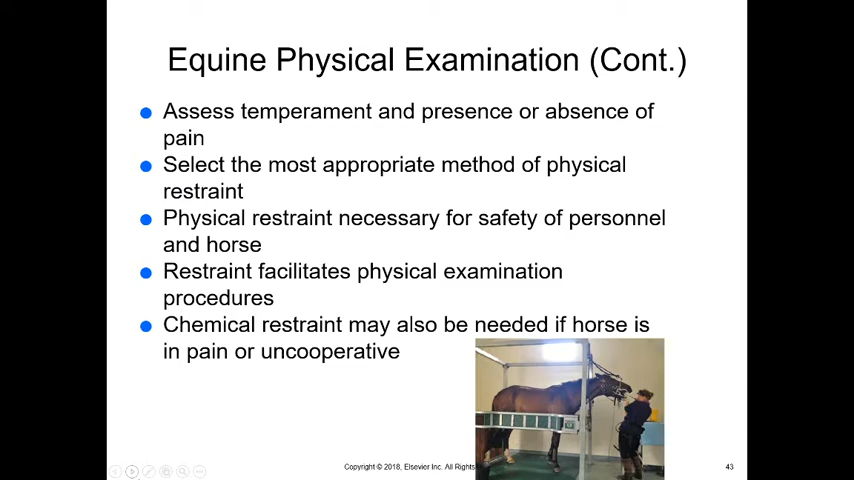 Equine Physical Examination (Cont.)
Assess temperament and presence or absence of
pain
Select the most appropriate method of physical
restraint
Physical restraint necessary for safety of personnel
and horse
Restraint facilitates physical examination
procedures
Chemical restraint may also be needed if horse is
in pain or uncooperative
Copyright © 2018, Elsevier Inc. All Rights
43